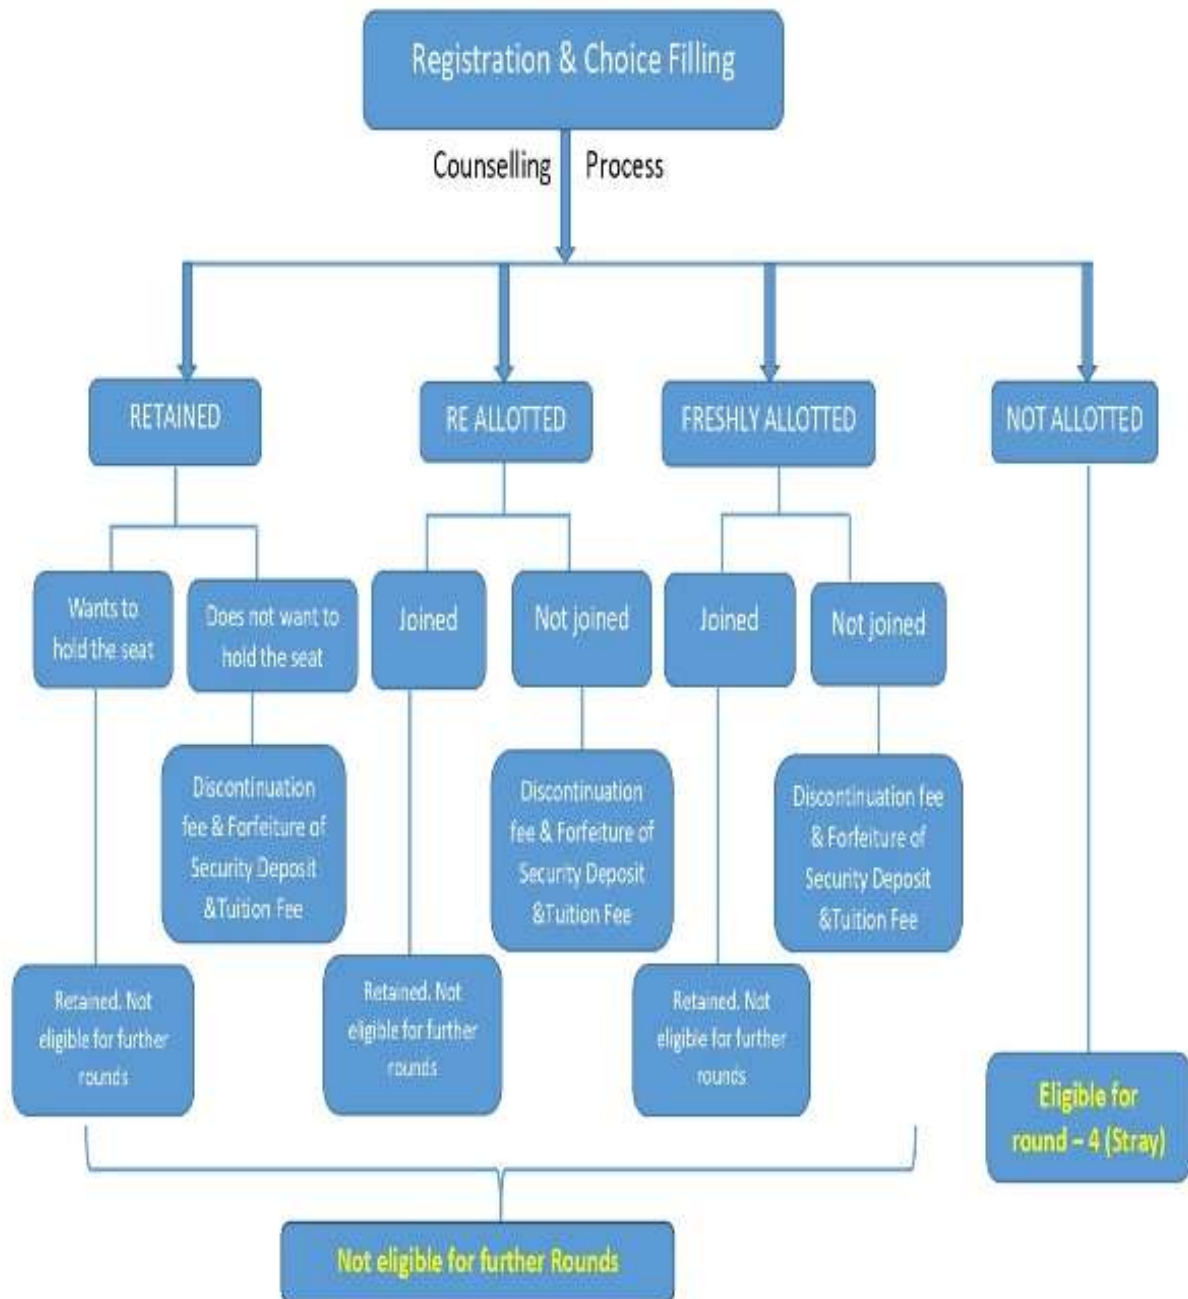 Registration & Choice Filling
Counselling Process
RETAINED
RE ALLOTTED
FRESHLY ALLOTTED
NOT ALLOTTED
Wants to
hold the seat
Does not want to
hold the seat
Joined
Not joined
Joined
Not joined
Discontinuation
fee & Forfeiture of
Security Deposit
&Tuition Fee
Discontinuation
fee & Forfeiture of
Security Deposit
&Tuition Fee
Discontinuation fee
& Forfeiture of
Security Deposit
&Tuition Fee
Retained. Not
eligible for further
rounds
Retained. Not
eligible for further
rounds
Retained. Not
eligible for further
rounds
Eligible for
round – 4 (Stray)
Not eligible for further Rounds